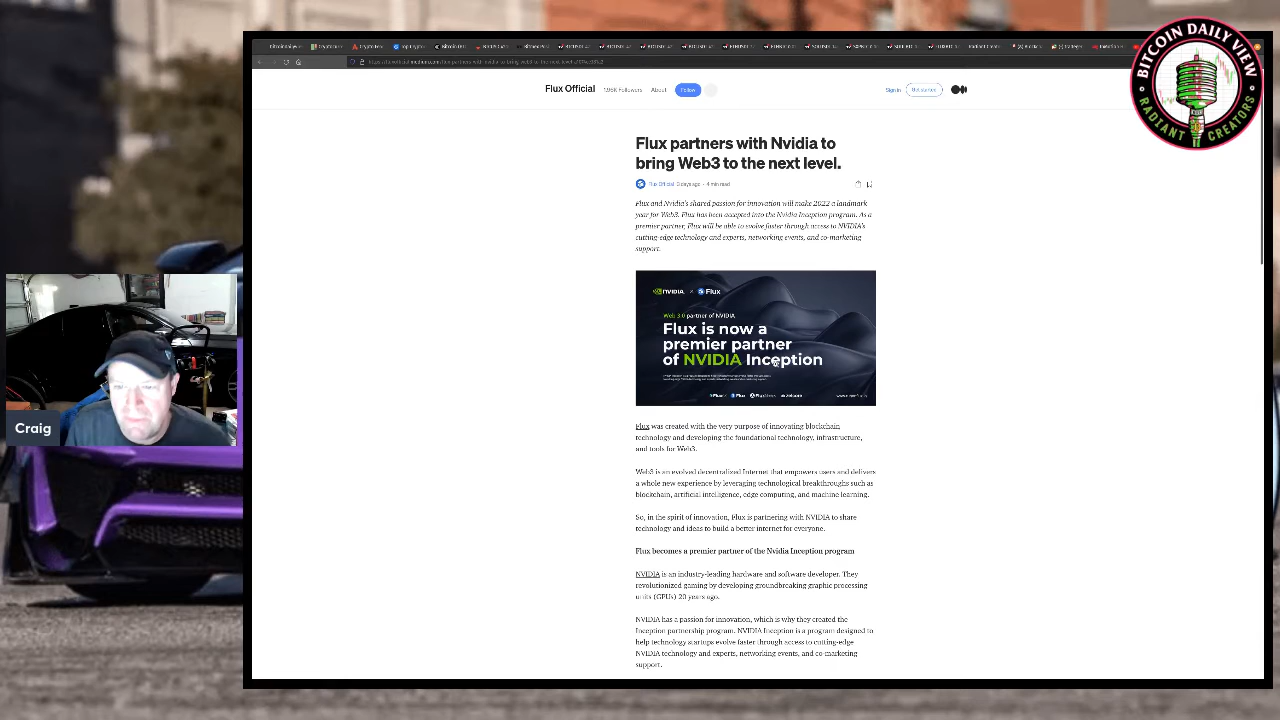 BITCOIN DAILY VIEW
RADIANT CREATORS
Flux Official
1.96K Followers
About
Follow
Sign in
Get started
Flux partners with Nvidia to
bring Web3 to the next level.
Flux Official
days ago · 4 min read
Flux and Nvidia's shared passion for innovation will make 2022 a landmark
year for Web3. Flux has been accepted into the Nvidia Inception program. As a
premier partner, Flux will be able to evolve faster through access to NVIDIA's
cutting-edge technology and experts, networking events, and co-marketing
support.
NVIDIA × Flux
Web 3.0 partner of NVIDIA
Flux is now a
premier partner
of NVIDIA Inception
Flux was created with the very purpose of innovating blockchain
technology and developing the foundational technology, infrastructure,
and tools for Web3.
Web3 is an evolved decentralized Internet that empowers users and delivers
a whole new experience by leveraging technological breakthroughs such as
blockchain, artificial intelligence, edge computing, and machine learning.
So, in the spirit of innovation, Flux is partnering with NVIDIA to share
technology and ideas to build a better internet for everyone.
Flux becomes a premier partner of the Nvidia Inception program
NVIDIA is an industry-leading hardware and software developer. They
revolutionized gaming by developing groundbreaking graphic processing
units (GPUs) 20 years ago.
NVIDIA has a passion for innovation, which is why they created the
Inception partnership program. NVIDIA Inception is a program designed to
help technology startups evolve faster through access to cutting-edge
NVIDIA technology and experts, networking events, and co-marketing
support.
Craig